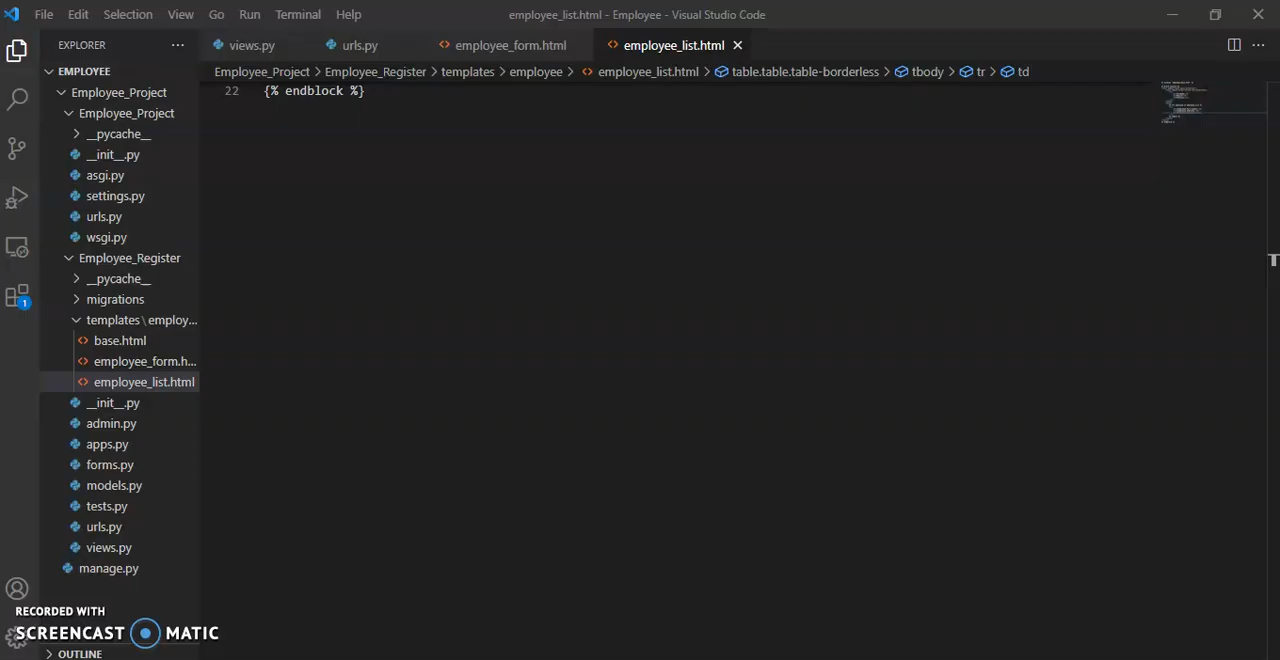 File Edit Selection View Go Run Terminal Help employee_list.html - Employee - Visual Studio Code
EXPLORER
views.py urls.py employee_form.html employee_list.html
EMPLOYEE
Employee_Project > Employee_Register > templates > employee > employee_list.html > table.table.table-borderless > tbody > tr > td
22 {% endblock %}
Employee_Project
Employee_Project
__pycache__
__init__.py
asgi.py
settings.py
urls.py
wsgi.py
Employee_Register
__pycache__
migrations
templates\employ...
base.html
employee_form.h...
employee_list.html
__init__.py
admin.py
apps.py
forms.py
models.py
tests.py
urls.py
views.py
manage.py
1
RECORDED WITH
SCREENCAST MATIC
OUTLINE